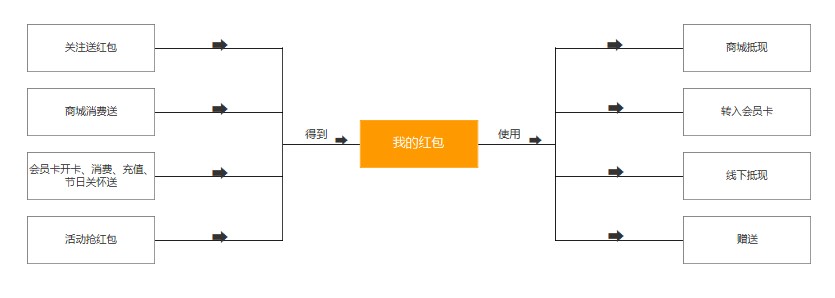 关注送红包
商城消费送
会员卡开卡、消费、充值、
节日关怀送
活动抢红包
得到
我的红包
使用
商城抵现
转入会员卡
线下抵现
赠送